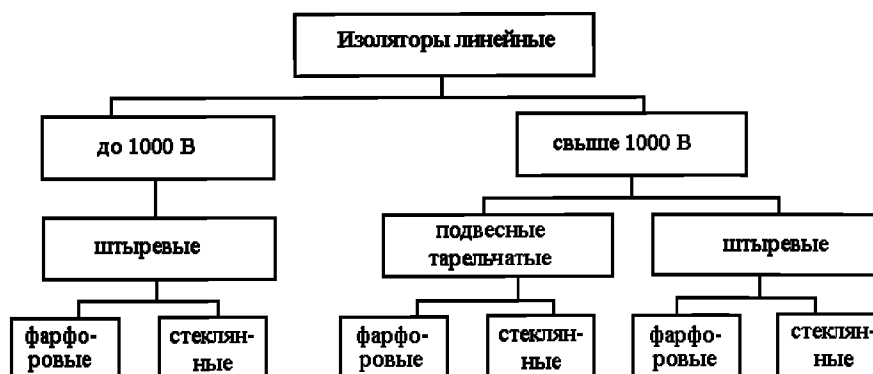 Изоляторы линейные
до 1000 В
свыше 1000 В
штыревые
подвесные
тарельчатые
штыревые
фарфо-
ровые
стеклян-
ные
фарфо-
ровые
стеклян-
ные
фарфо-
ровые
стеклян-
ные